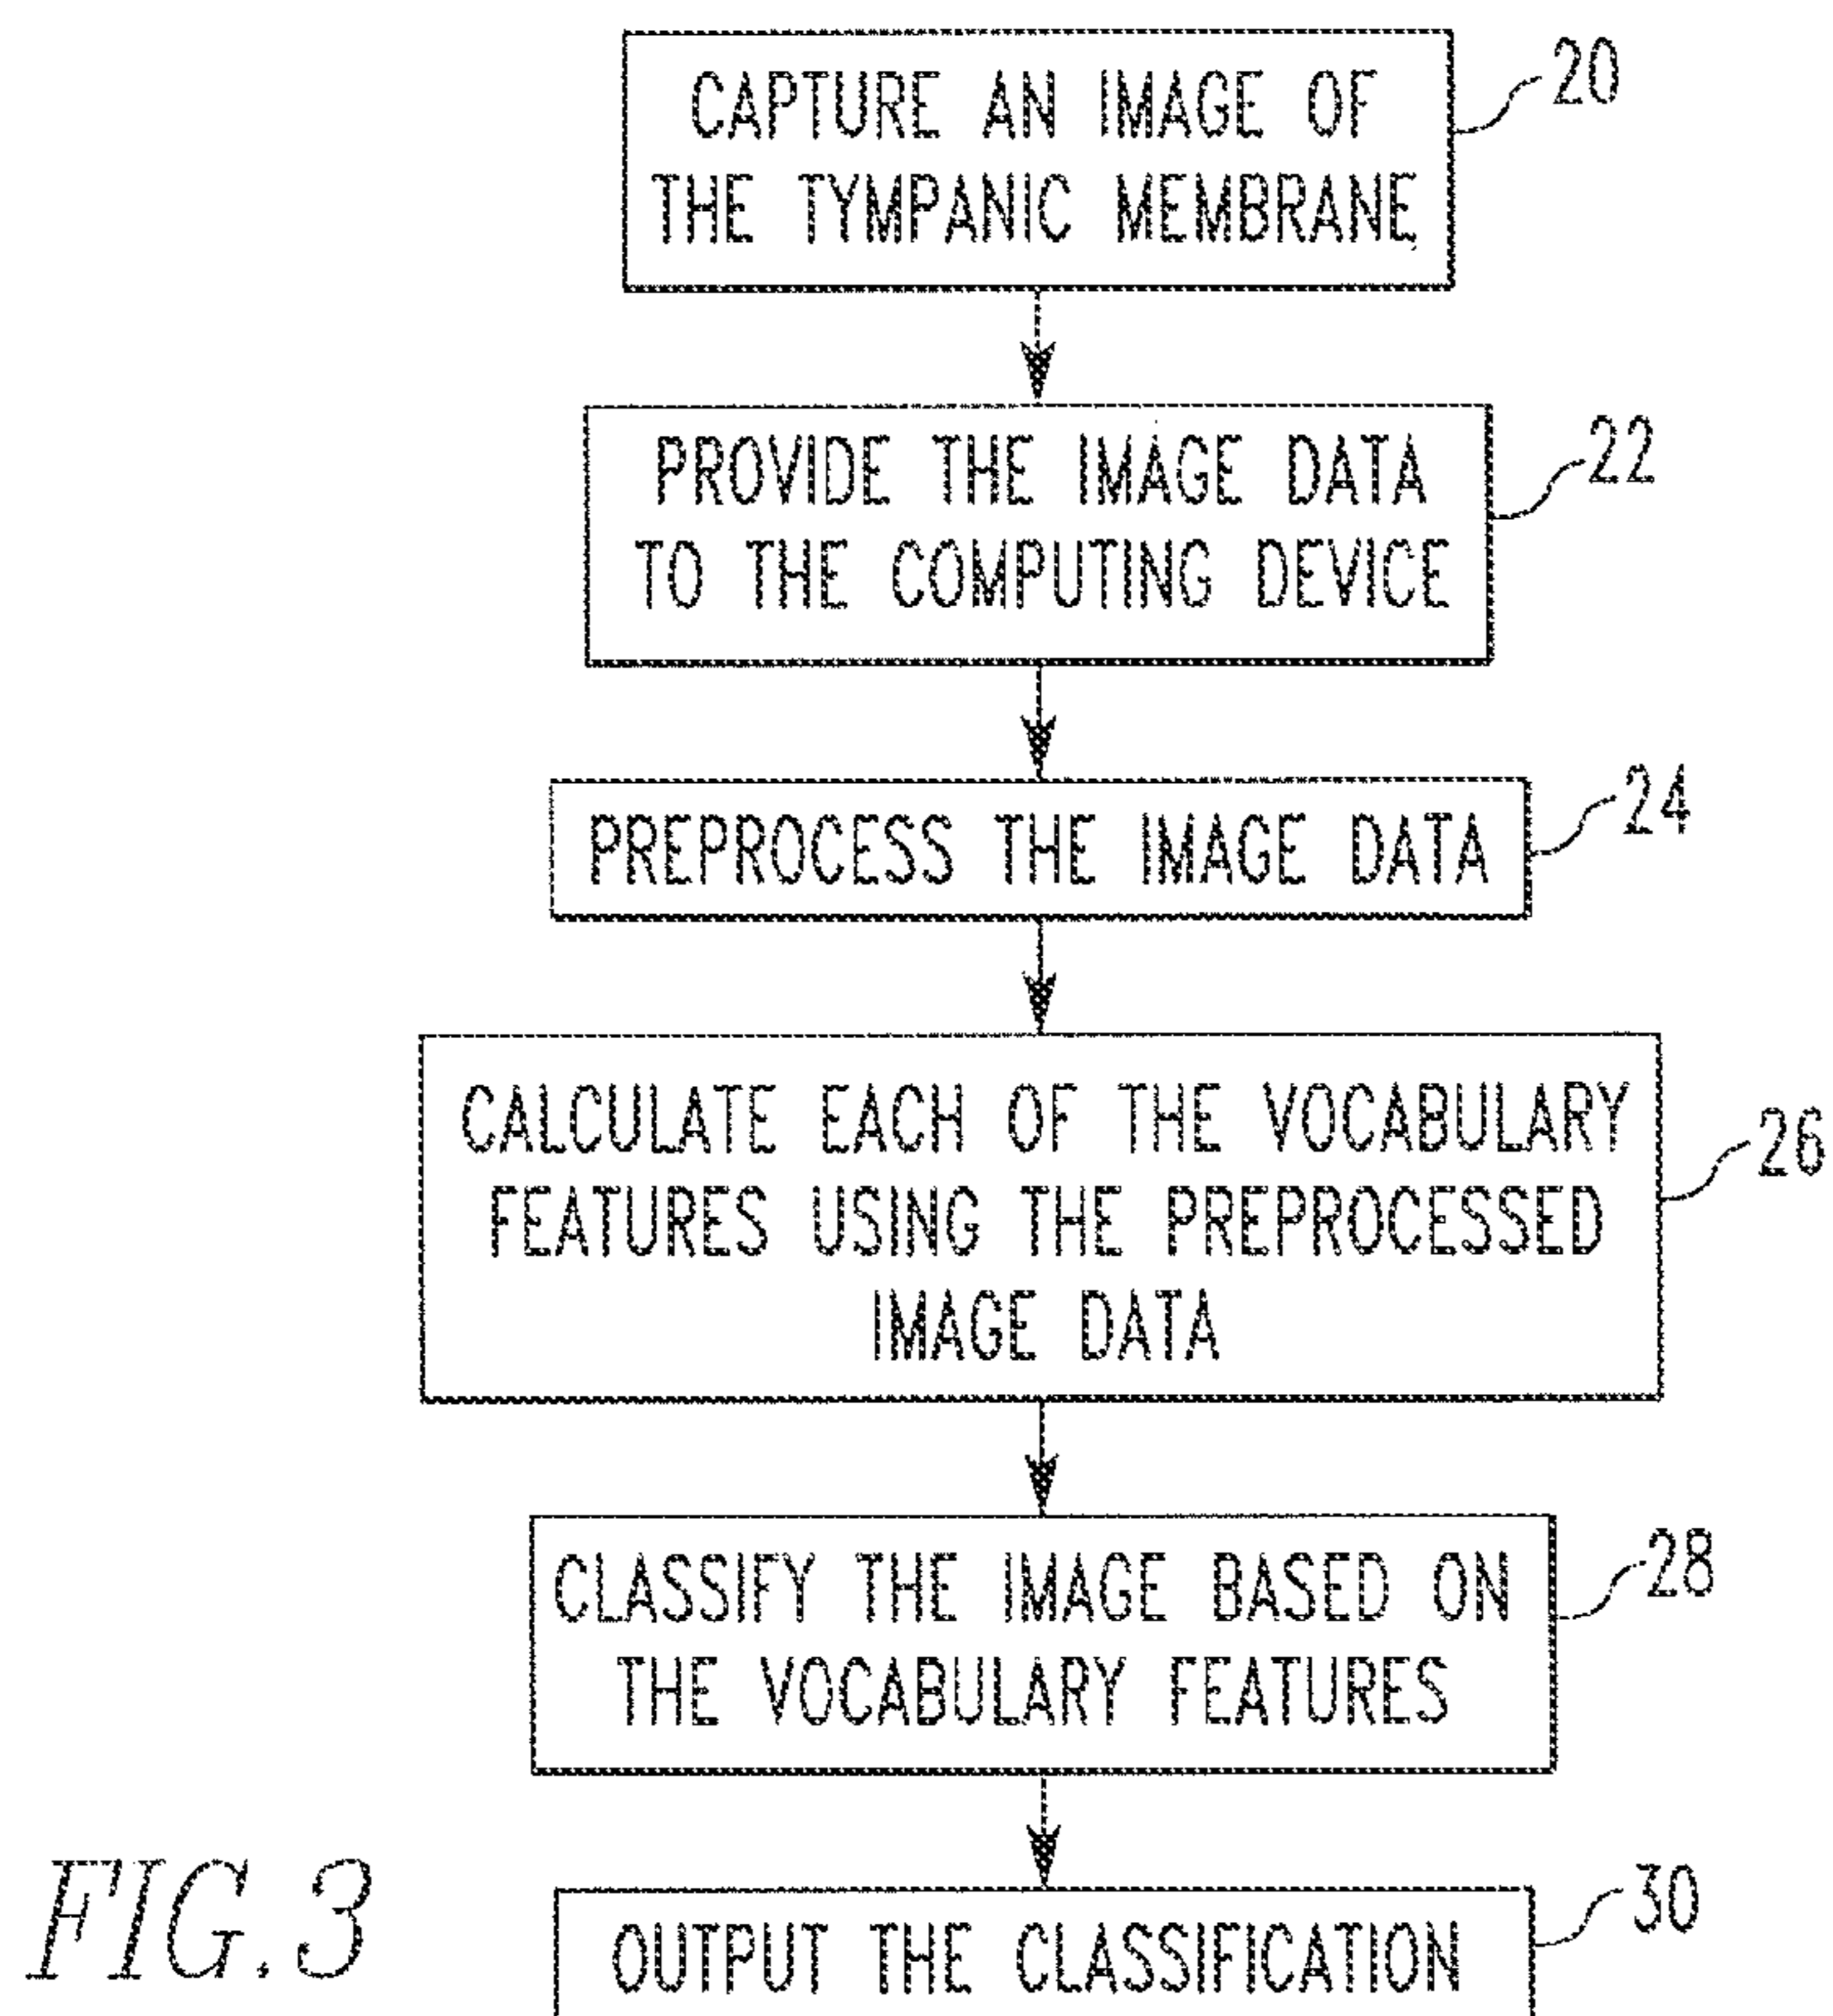 CAPTURE AN IMAGE OF
THE TYMPANIC MEMBRANE
20
PROVIDE THE IMAGE DATA
TO THE COMPUTING DEVICE
22
PREPROCESS THE IMAGE DATA
24
CALCULATE EACH OF THE VOCABULARY
FEATURES USING THE PREPROCESSED
IMAGE DATA
26
CLASSIFY THE IMAGE BASED ON
THE VOCABULARY FEATURES
28
OUTPUT THE CLASSIFICATION
30
FIG.3